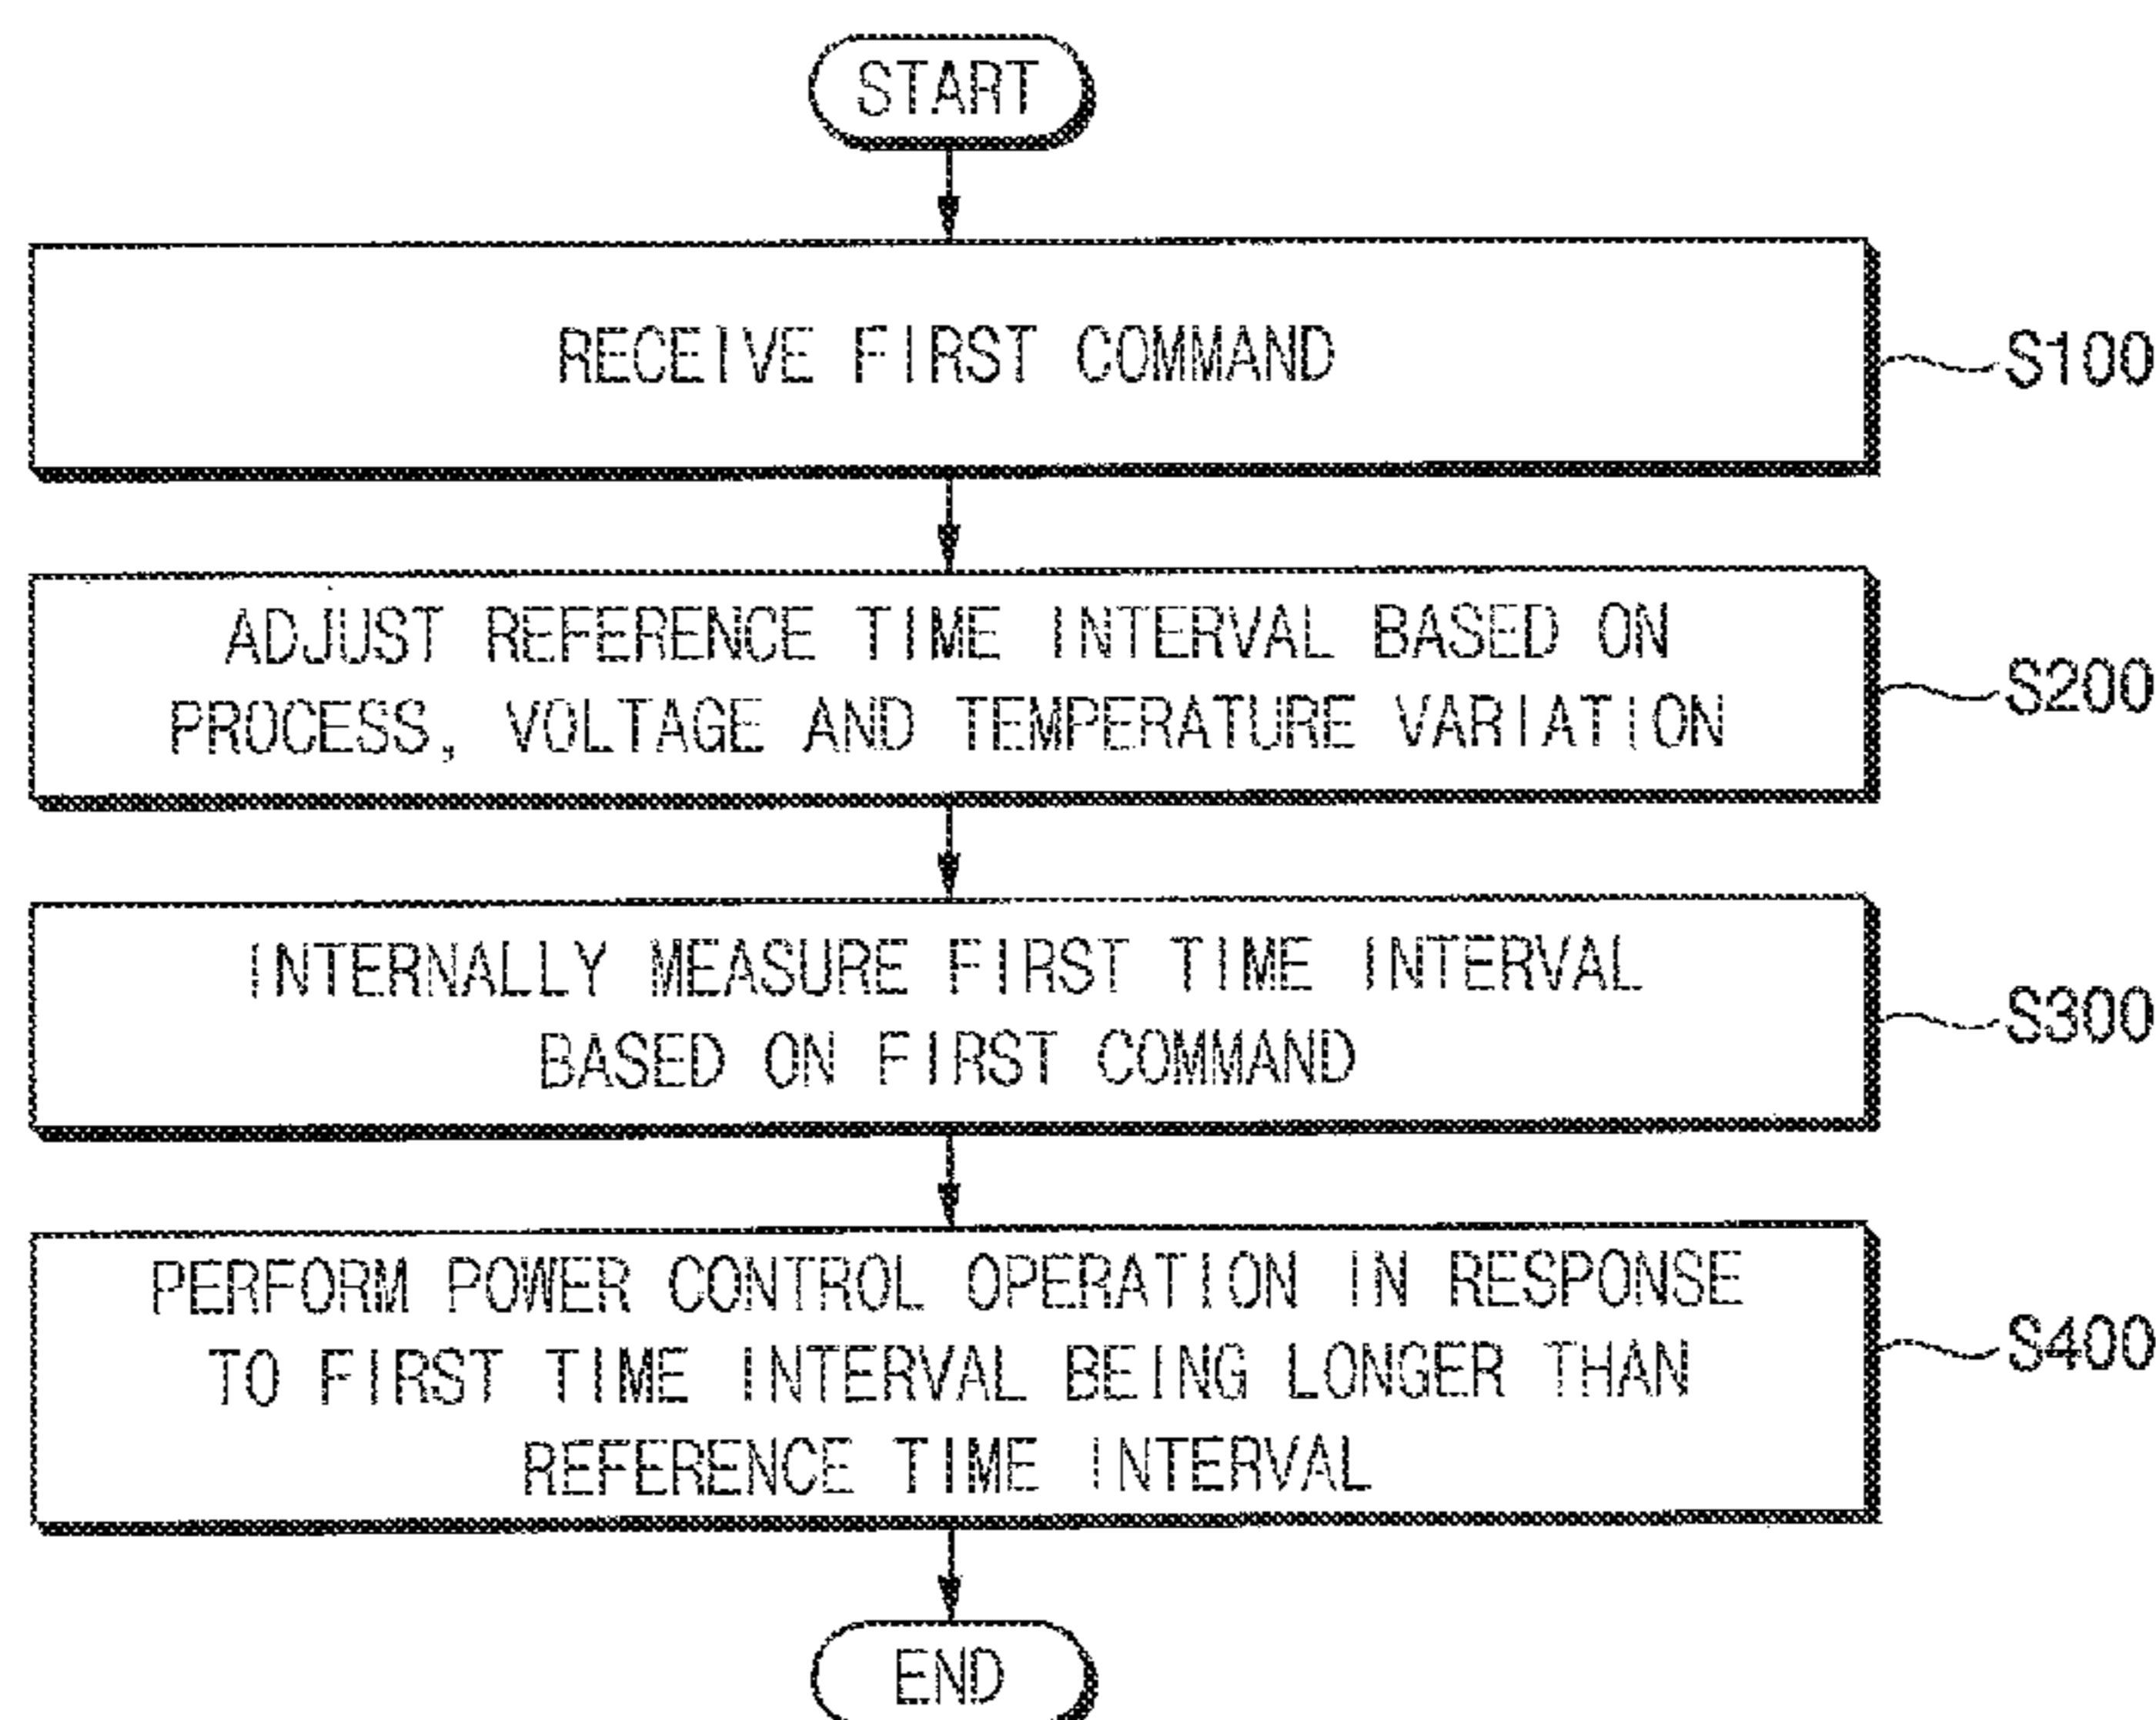 START
RECEIVE FIRST COMMAND
S100
ADJUST REFERENCE TIME INTERVAL BASED ON
PROCESS, VOLTAGE AND TEMPERATURE VARIATION
S200
INTERNALLY MEASURE FIRST TIME INTERVAL
BASED ON FIRST COMMAND
S300
PERFORM POWER CONTROL OPERATION IN RESPONSE
TO FIRST TIME INTERVAL BEING LONGER THAN
REFERENCE TIME INTERVAL
S400
END